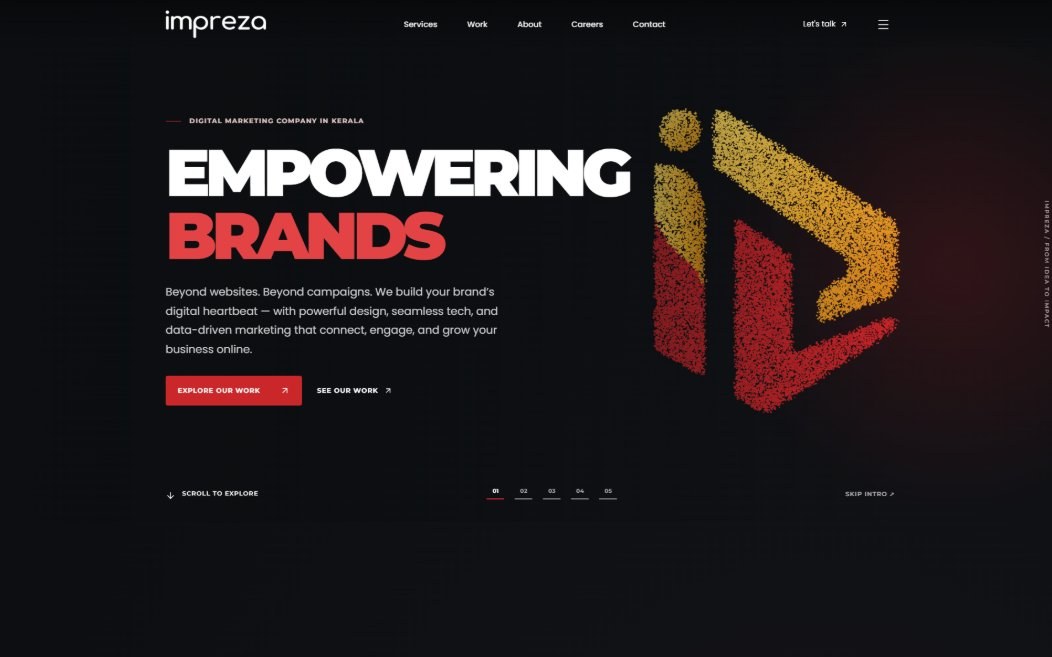 impreza
Services Work About Careers Contact
Let's talk ↗
DIGITAL MARKETING COMPANY IN KERALA
EMPOWERING
BRANDS
Beyond websites. Beyond campaigns. We build your brand's
digital heartbeat — with powerful design, seamless tech, and
data-driven marketing that connect, engage, and grow your
business online.
EXPLORE OUR WORK ↗
SEE OUR WORK ↗
IMPREZA / FROM IDEA TO IMPACT
↓ SCROLL TO EXPLORE
01 02 03 04 05
SKIP INTRO ↗